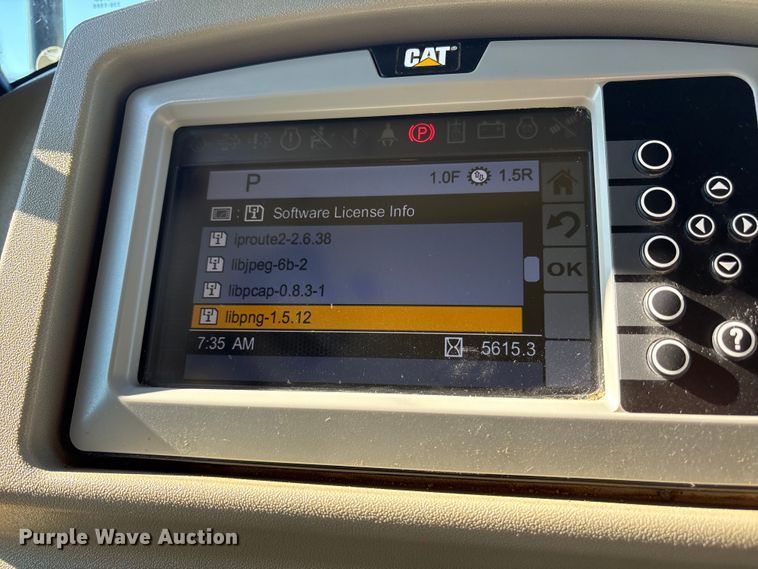 CAT
P
P 1.0F 1.5R
: Software License Info
iproute2-2.6.38
libjpeg-6b-2
OK
libpcap-0.8.3-1
libpng-1.5.12
7:35 AM 5615.3
?
Purple Wave Auction